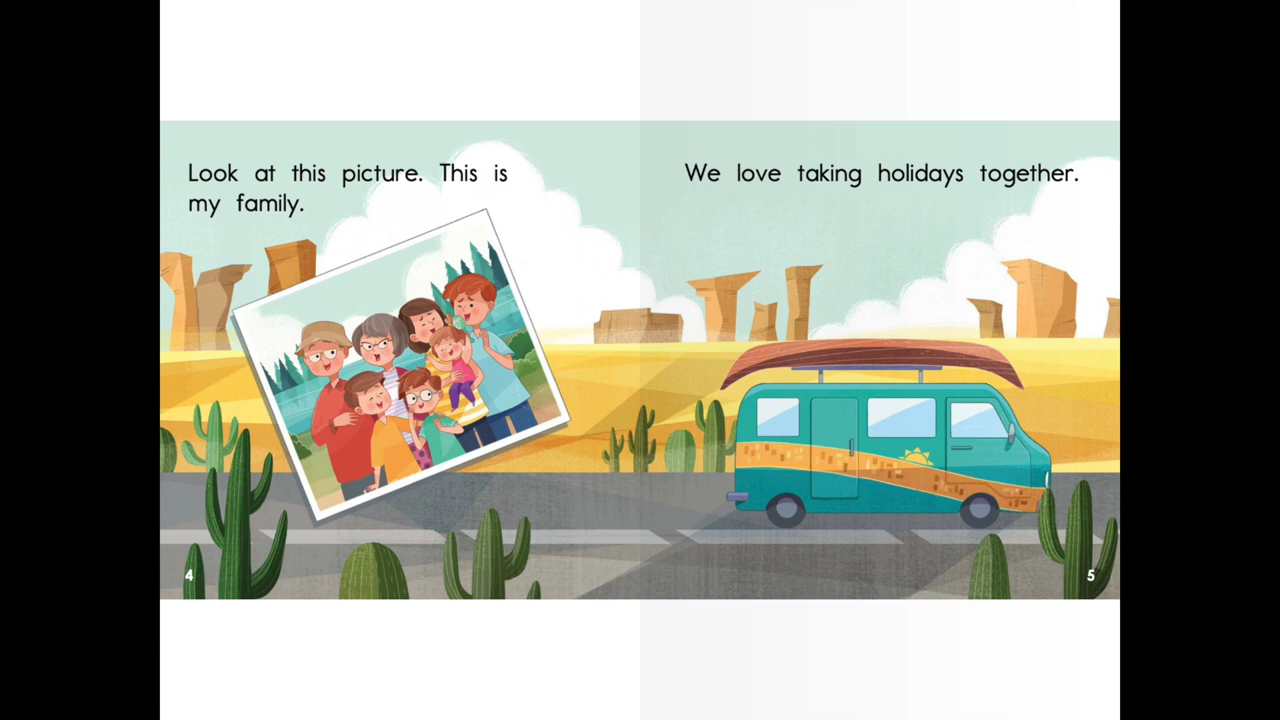 Look at this picture. This is
my family.
We love taking holidays together.
4
5